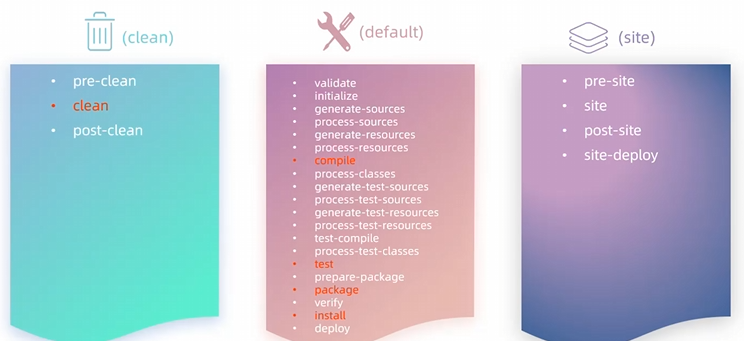 (clean)
• pre-clean
• clean
• post-clean
(default)
• validate
• initialize
• generate-sources
• process-sources
• generate-resources
• process-resources
• compile
• process-classes
• generate-test-sources
• process-test-sources
• generate-test-resources
• process-test-resources
• test-compile
• process-test-classes
• test
• prepare-package
• package
• verify
• install
• deploy
(site)
• pre-site
• site
• post-site
• site-deploy